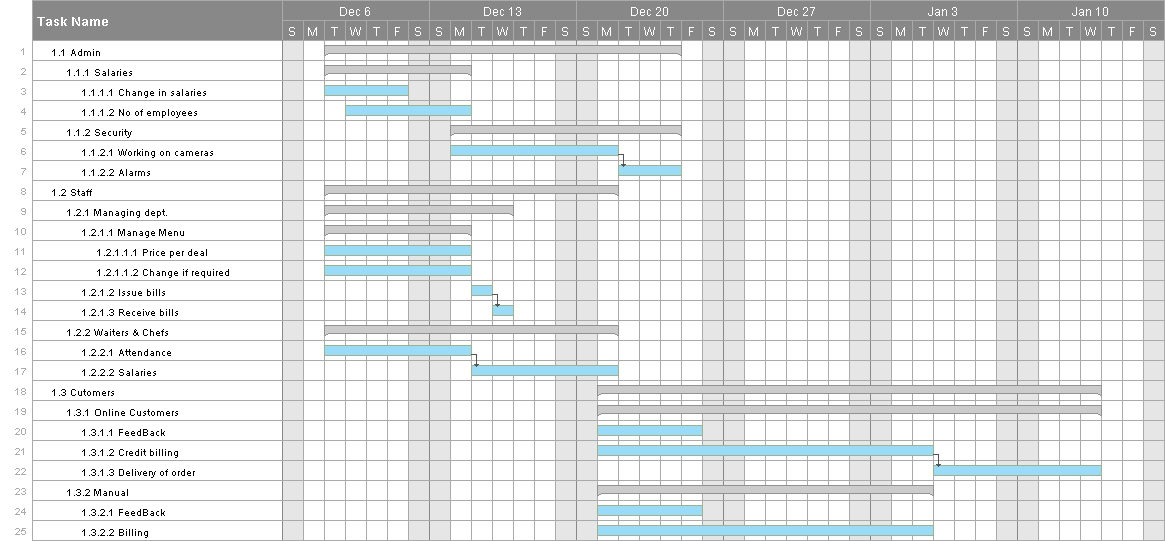 Task Name
Dec 6 Dec 13 Dec 20 Dec 27 Jan 3 Jan 10
S M T W T F S S M T W T F S S M T W T F S S M T W T F S S M T W T F S S M T W T F S
1 1.1 Admin
2 1.1.1 Salaries
3 1.1.1.1 Change in salaries
4 1.1.1.2 No of employees
5 1.1.2 Security
6 1.1.2.1 Working on cameras
7 1.1.2.2 Alarms
8 1.2 Staff
9 1.2.1 Managing dept.
10 1.2.1.1 Manage Menu
11 1.2.1.1.1 Price per deal
12 1.2.1.1.2 Change if required
13 1.2.1.2 Issue bills
14 1.2.1.3 Receive bills
15 1.2.2 Waiters & Chefs
16 1.2.2.1 Attendance
17 1.2.2.2 Salaries
18 1.3 Cutomers
19 1.3.1 Online Customers
20 1.3.1.1 FeedBack
21 1.3.1.2 Credit billing
22 1.3.1.3 Delivery of order
23 1.3.2 Manual
24 1.3.2.1 FeedBack
25 1.3.2.2 Billing